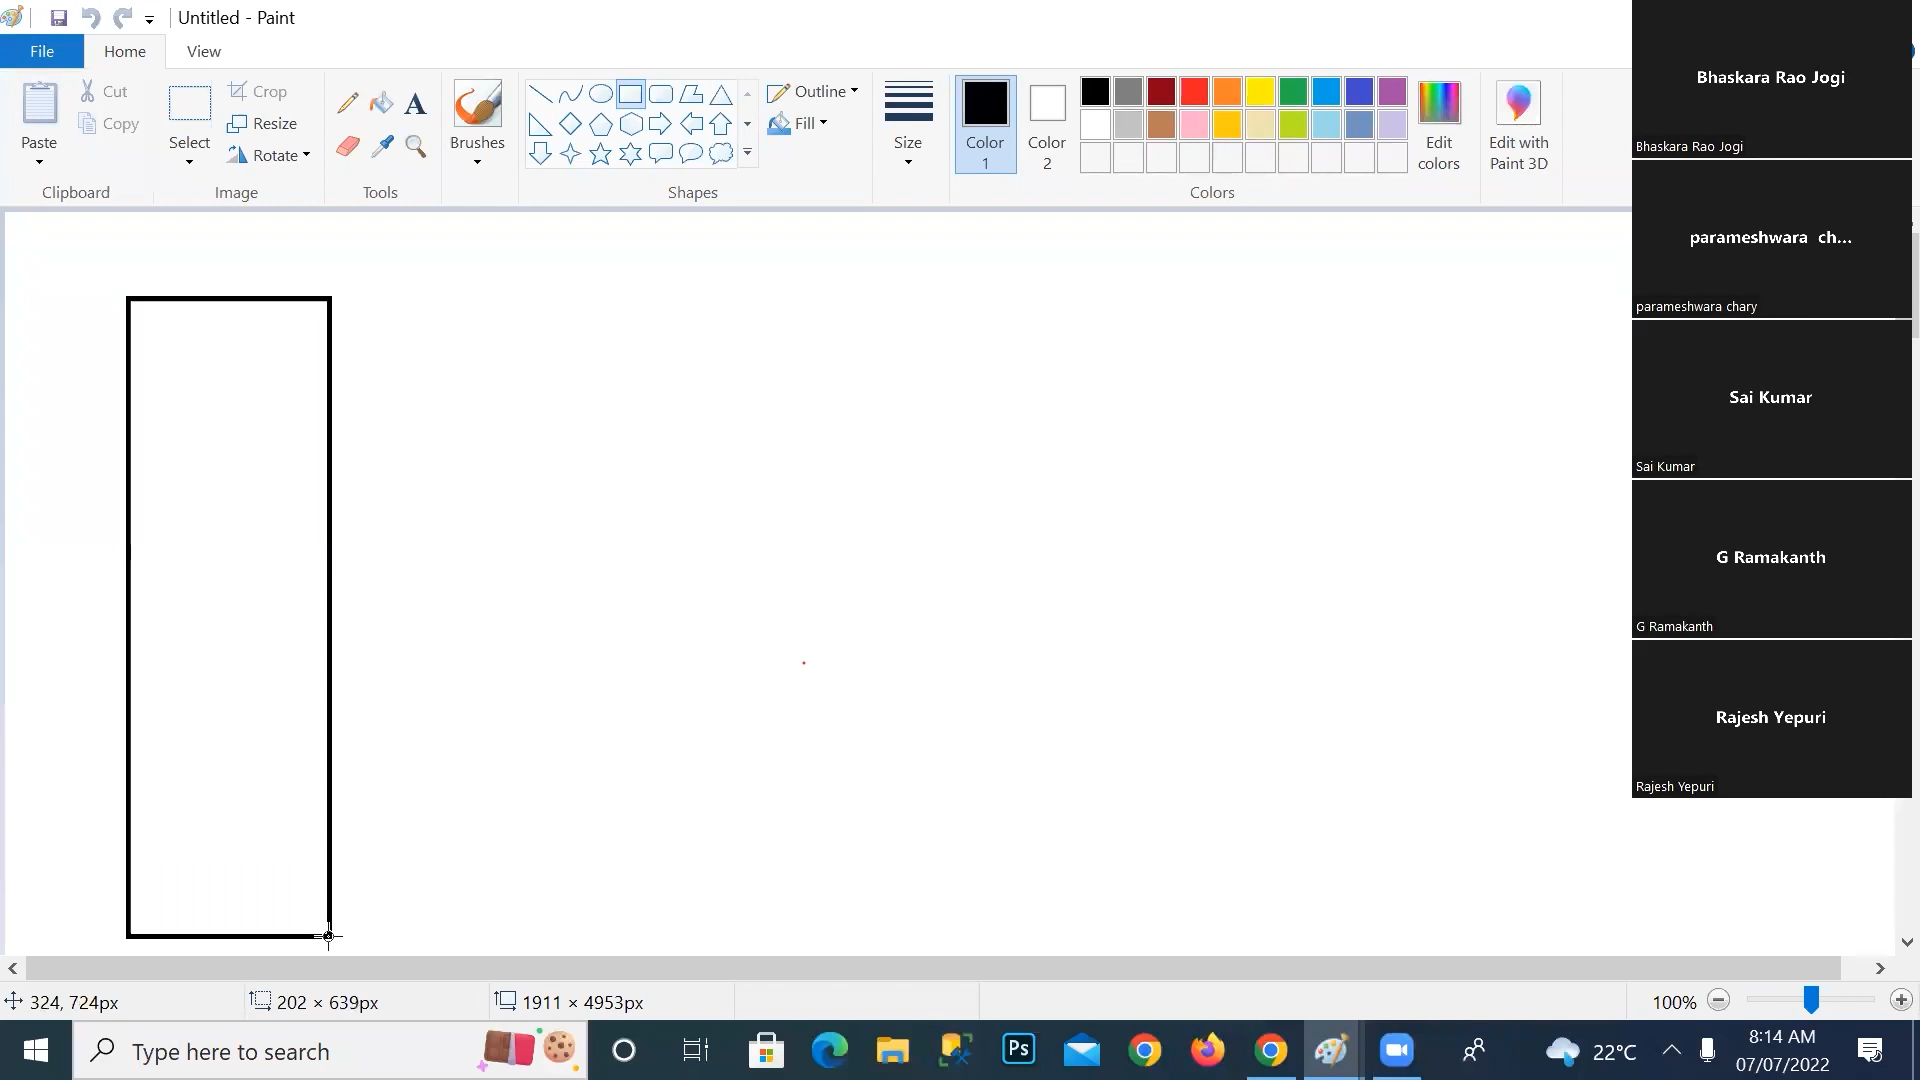 Untitled - Paint
File
Home
View
Paste
Cut
Copy
Clipboard
Select
Crop
Resize
Rotate
Image
A
Tools
Brushes
Outline
Fill
Shapes
Size
Color 1
Color 2
Edit colors
Colors
Edit with Paint 3D
Bhaskara Rao Jogi
Bhaskara Rao Jogi
parameshwara ch...
parameshwara chary
Sai Kumar
Sai Kumar
G Ramakanth
G Ramakanth
Rajesh Yepuri
Rajesh Yepuri
324, 724px
202 × 639px
1911 × 4953px
100%
Type here to search
Ps
22°C
8:14 AM
07/07/2022